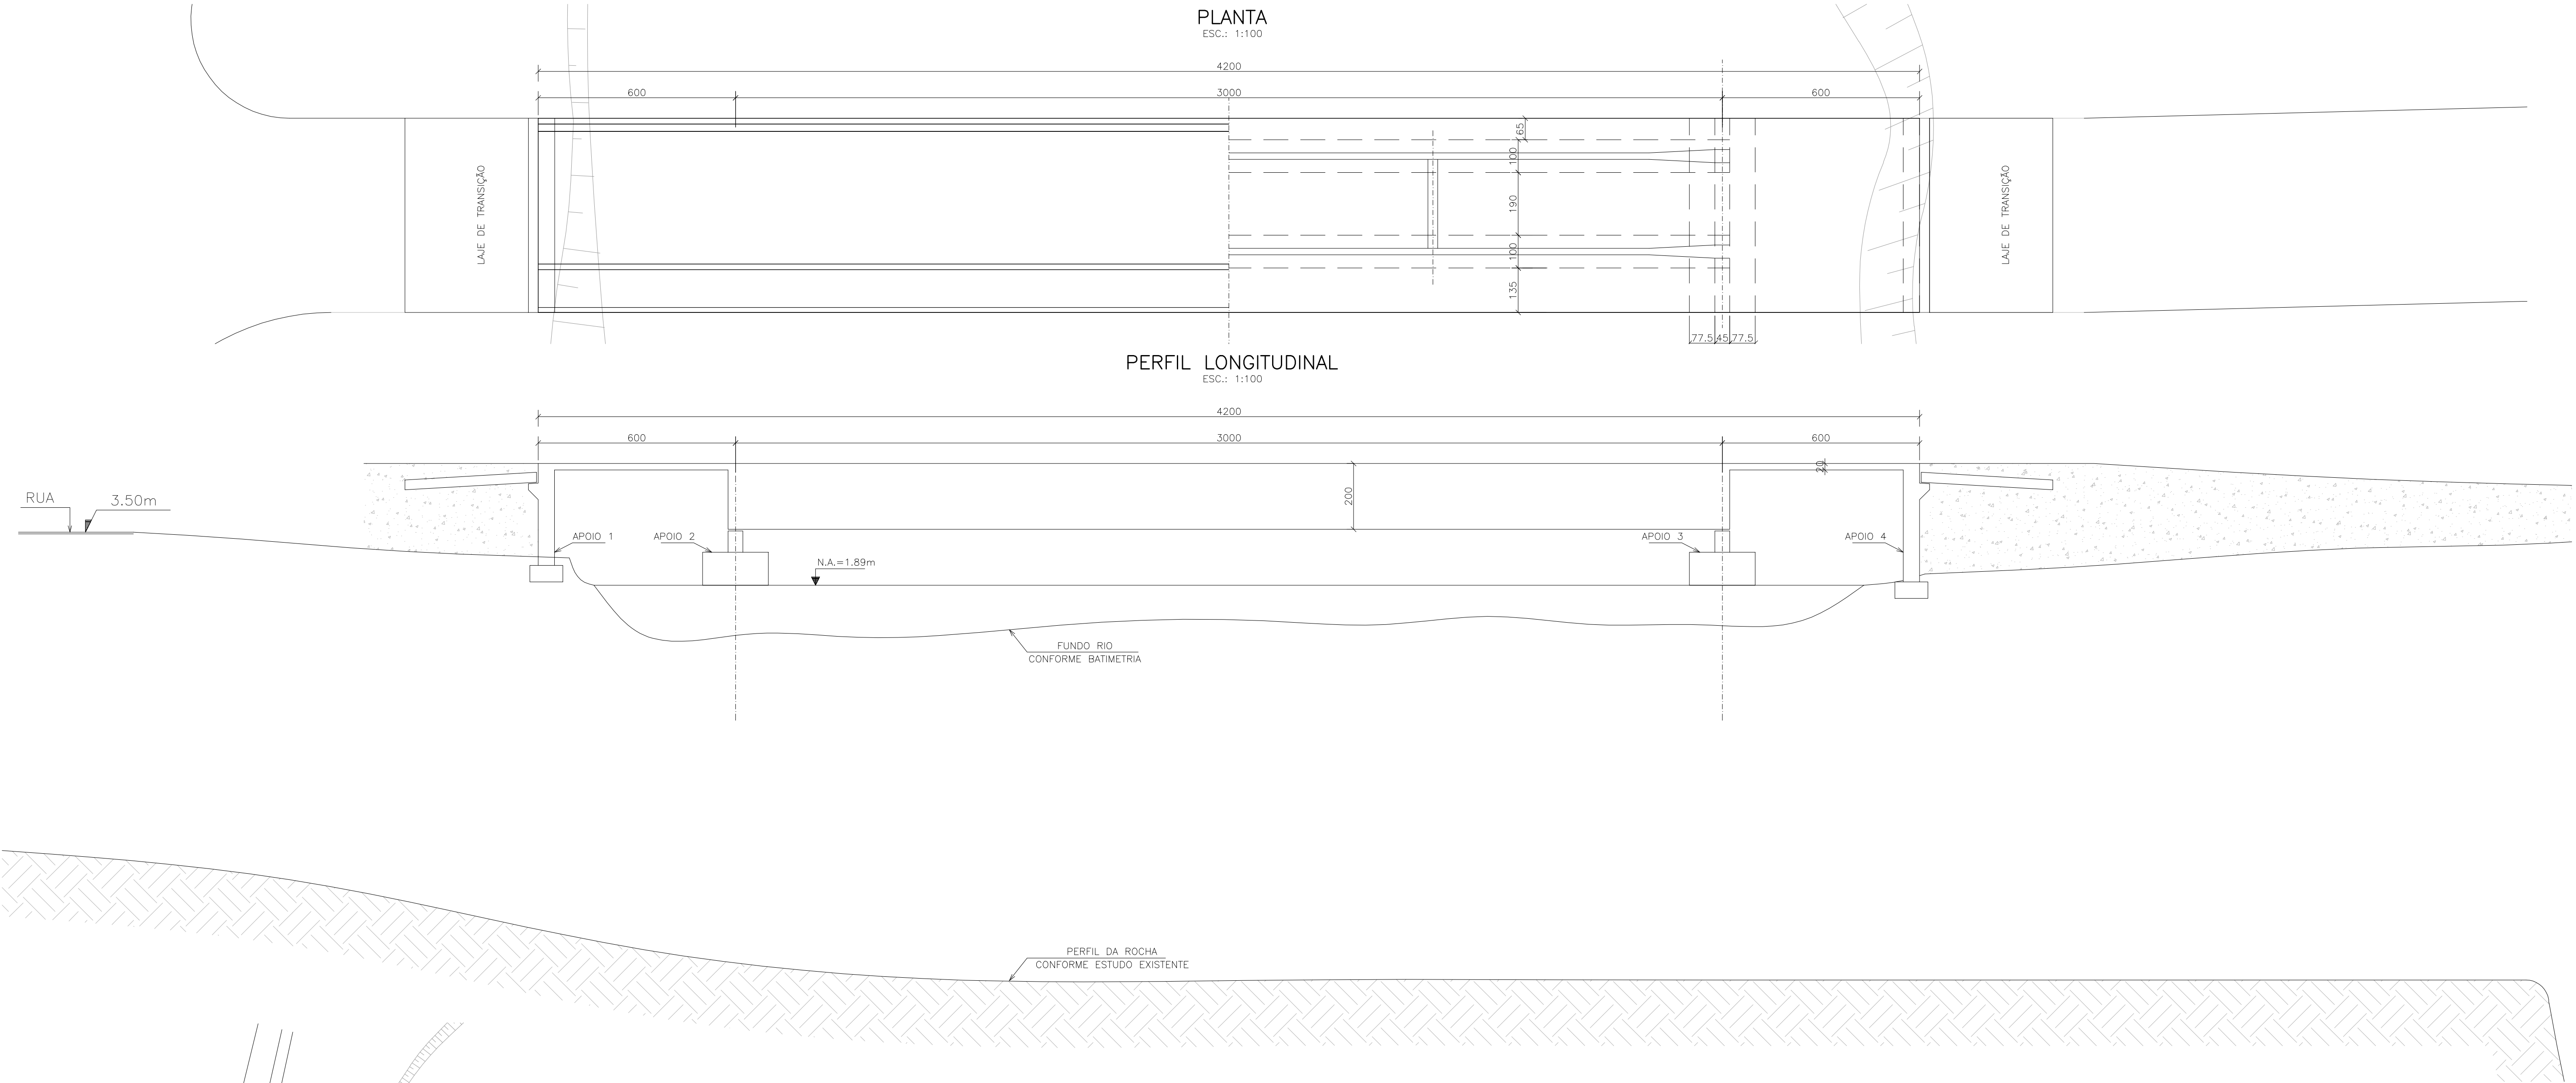 PLANTA
ESC.: 1:100
4200
600
3000
600
65
100
190
100
135
LAJE DE TRANSIÇÃO
LAJE DE TRANSIÇÃO
77.5
45
77.5
PERFIL LONGITUDINAL
ESC.: 1:100
4200
600
3000
600
20
200
RUA
3.50m
APOIO 1
APOIO 2
APOIO 3
APOIO 4
N.A.=1.89m
FUNDO RIO
CONFORME BATIMETRIA
PERFIL DA ROCHA
CONFORME ESTUDO EXISTENTE